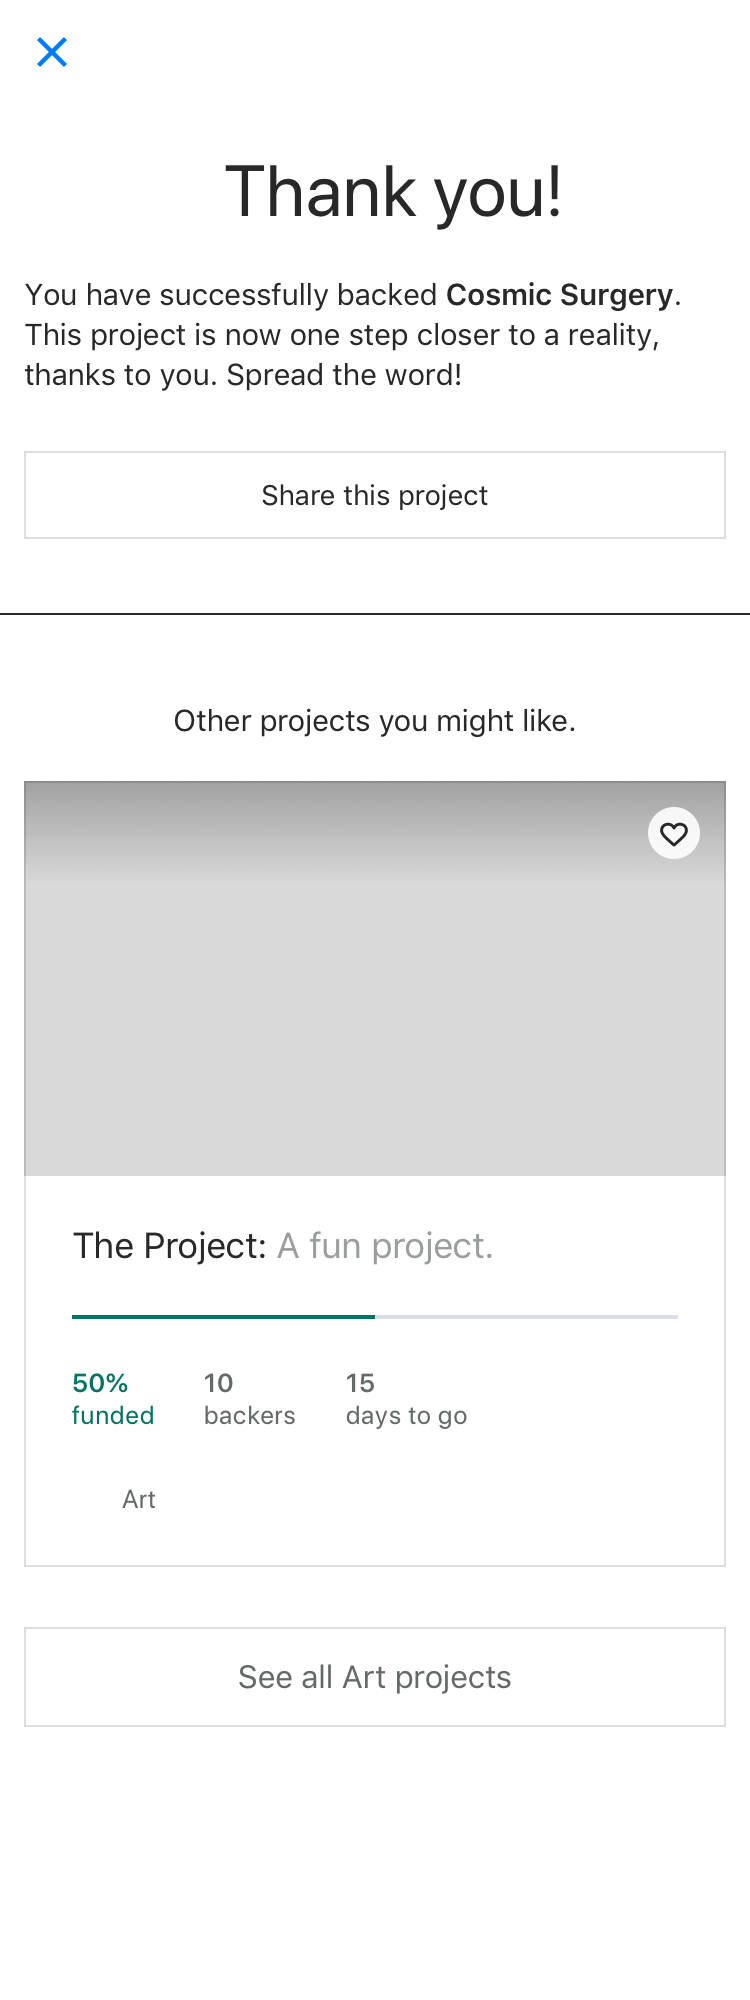 Thank you!
You have successfully backed Cosmic Surgery.
This project is now one step closer to a reality,
thanks to you. Spread the word!
Share this project
Other projects you might like.
The Project: A fun project.
50% 10 15
funded backers days to go
Art
See all Art projects